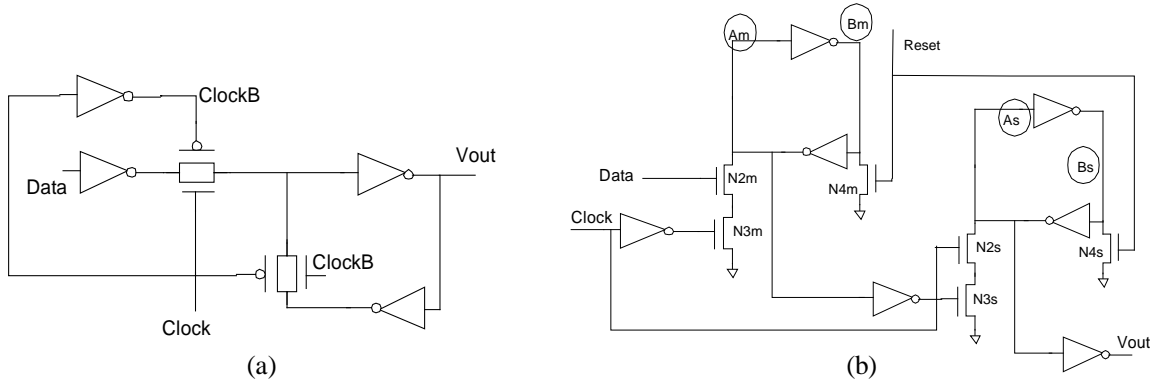 ClockB
Data
Vout
ClockB
Clock
(a)
Am
Bm
Reset
As
Bs
Data
N2m
N4m
Clock
N3m
N2s
N4s
N3s
Vout
(b)